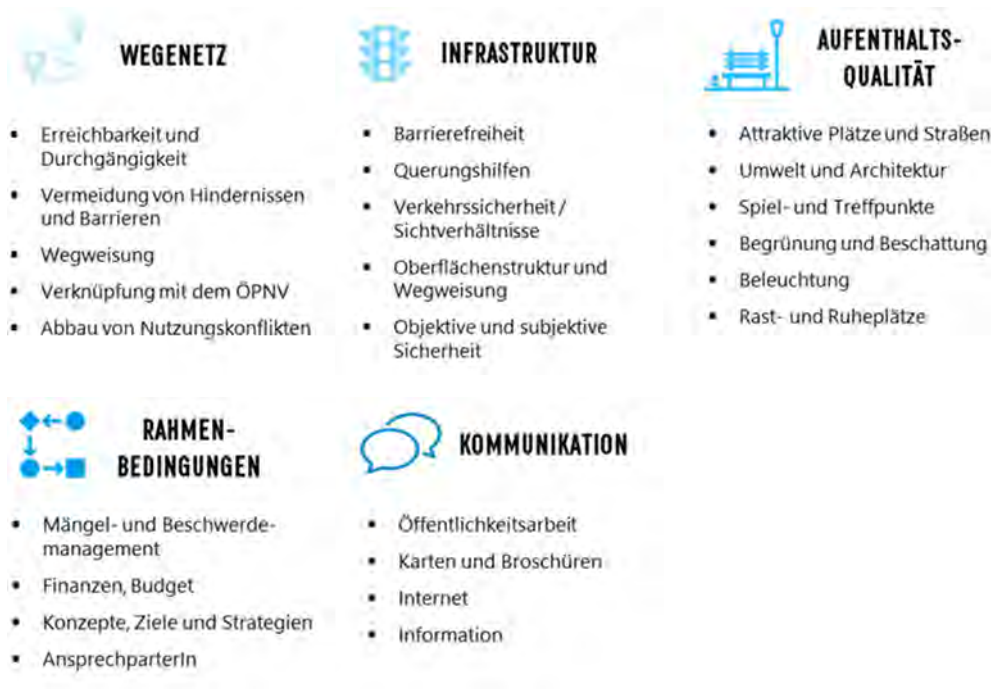 WEGENETZ
▪ Erreichbarkeit und
Durchgängigkeit
▪ Vermeidung von Hindernissen
und Barrieren
▪ Wegweisung
▪ Verknüpfung mit dem ÖPNV
▪ Abbau von Nutzungskonflikten
INFRASTRUKTUR
▪ Barrierefreiheit
▪ Querungshilfen
▪ Verkehrssicherheit/
Sichtverhältnisse
▪ Oberflächenstruktur und
Wegweisung
▪ Objektive und subjektive
Sicherheit
AUFENTHALTS-
QUALITÄT
▪ Attraktive Plätze und Straßen
▪ Umwelt und Architektur
▪ Spiel- und Treffpunkte
▪ Begrünung und Beschattung
▪ Beleuchtung
▪ Rast- und Ruheplätze
RAHMEN-
BEDINGUNGEN
▪ Mängel- und Beschwerde-
management
▪ Finanzen, Budget
▪ Konzepte, Ziele und Strategien
▪ AnsprechparterIn
KOMMUNIKATION
▪ Öffentlichkeitsarbeit
▪ Karten und Broschüren
▪ Internet
▪ Information